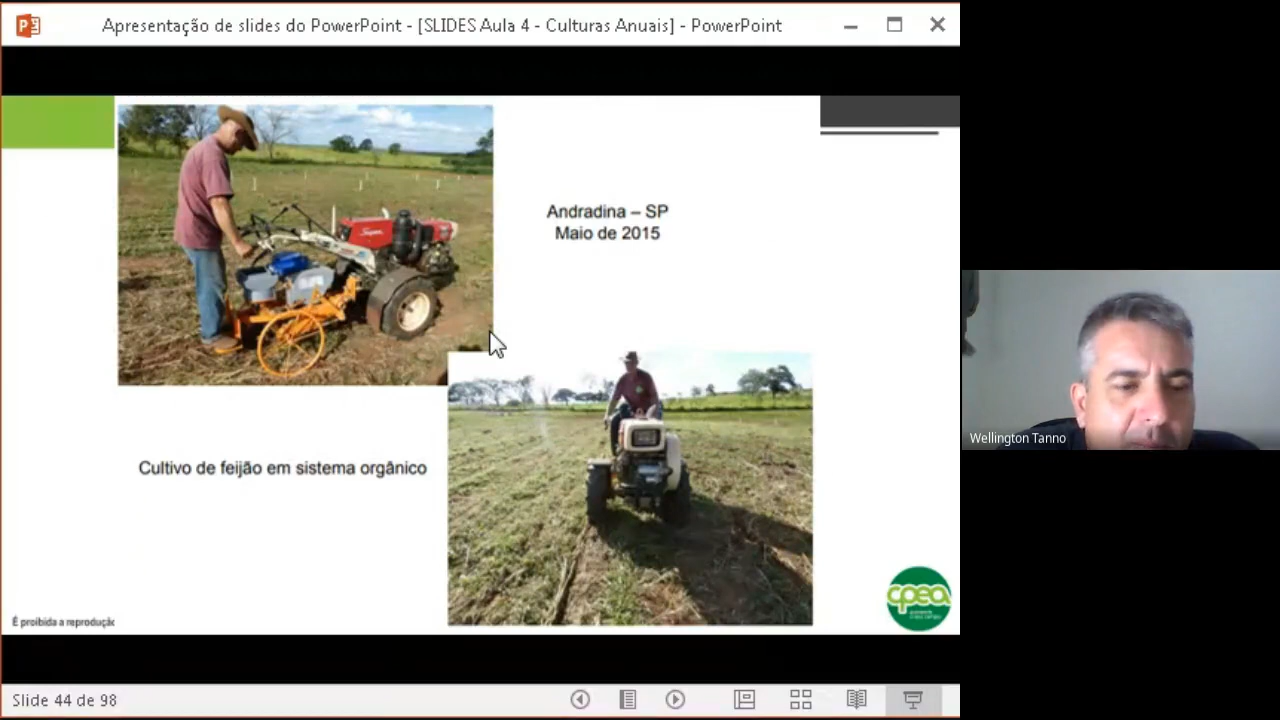 Apresentação de slides do PowerPoint - [SLIDES Aula 4 - Culturas Anuais] - PowerPoint
Andradina – SP
Maio de 2015
Cultivo de feijão em sistema orgânico
cpea
É proibida a reprodução
Wellington Tanno
Slide 44 de 98